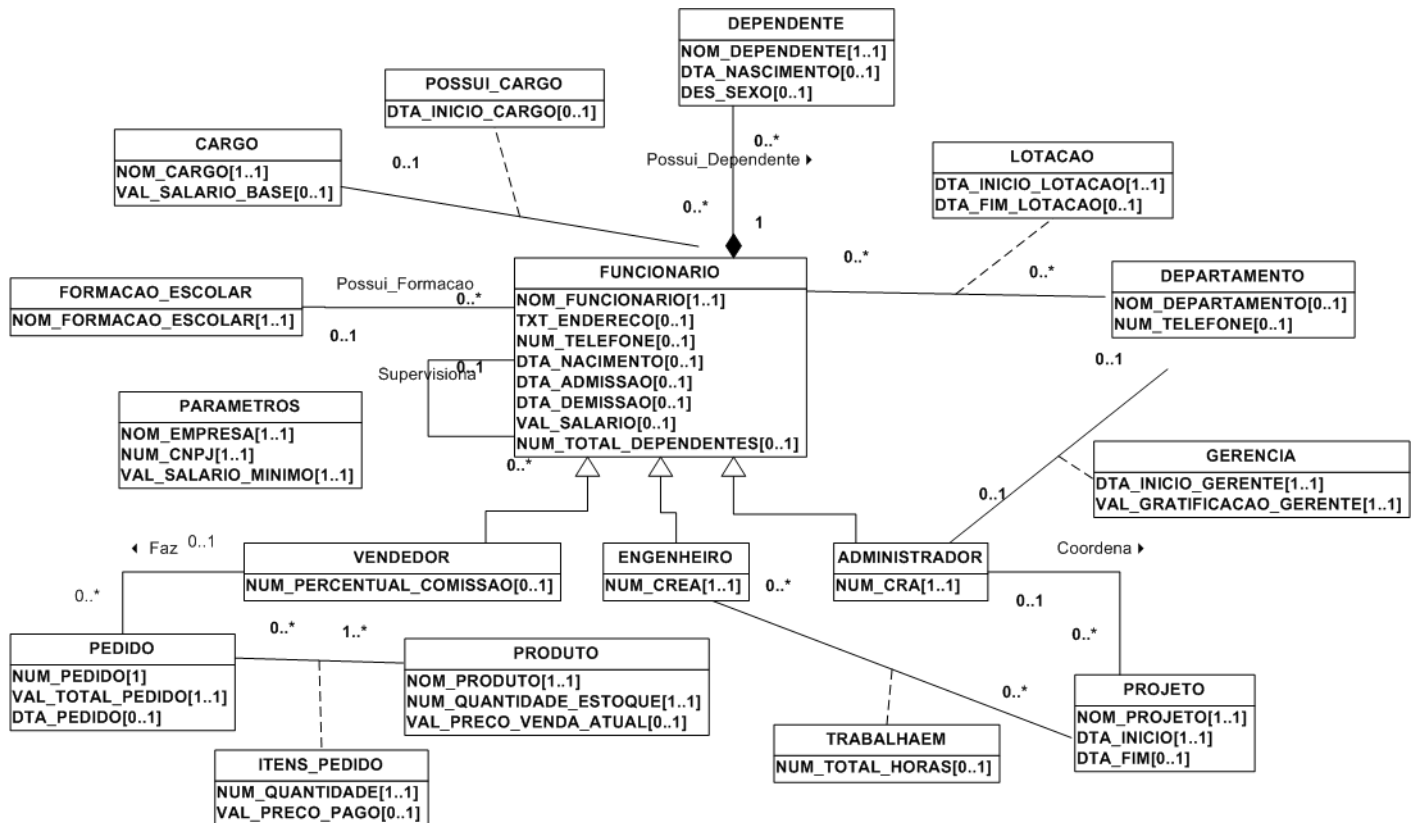 DEPENDENTE
NOM_DEPENDENTE[1..1]
DTA_NASCIMENTO[0..1]
DES_SEXO[0..1]
POSSUI_CARGO
DTA_INICIO_CARGO[0..1]
CARGO
NOM_CARGO[1..1]
VAL_SALARIO_BASE[0..1]
0..1
0..*
Possui_Dependente
0..*
1
LOTACAO
DTA_INICIO_LOTACAO[1..1]
DTA_FIM_LOTACAO[0..1]
0..*
0..*
FORMACAO_ESCOLAR
NOM_FORMACAO_ESCOLAR[1..1]
Possui_Formacao
0..*
0..1
FUNCIONARIO
NOM_FUNCIONARIO[1..1]
TXT_ENDERECO[0..1]
NUM_TELEFONE[0..1]
DTA_NACIMENTO[0..1]
DTA_ADMISSAO[0..1]
DTA_DEMISSAO[0..1]
VAL_SALARIO[0..1]
NUM_TOTAL_DEPENDENTES[0..1]
DEPARTAMENTO
NOM_DEPARTAMENTO[0..1]
NUM_TELEFONE[0..1]
0..1
Supervisiona
0..1
0..*
PARAMETROS
NOM_EMPRESA[1..1]
NUM_CNPJ[1..1]
VAL_SALARIO_MINIMO[1..1]
GERENCIA
DTA_INICIO_GERENTE[1..1]
VAL_GRATIFICACAO_GERENTE[1..1]
0..1
Faz
0..1
VENDEDOR
NUM_PERCENTUAL_COMISSAO[0..1]
ENGENHEIRO
NUM_CREA[1..1]
0..*
ADMINISTRADOR
NUM_CRA[1..1]
Coordena
0..1
0..*
0..*
PEDIDO
NUM_PEDIDO[1]
VAL_TOTAL_PEDIDO[1..1]
DTA_PEDIDO[0..1]
0..*
1..*
PRODUTO
NOM_PRODUTO[1..1]
NUM_QUANTIDADE_ESTOQUE[1..1]
VAL_PRECO_VENDA_ATUAL[0..1]
0..*
PROJETO
NOM_PROJETO[1..1]
DTA_INICIO[1..1]
DTA_FIM[0..1]
TRABALHAEM
NUM_TOTAL_HORAS[0..1]
ITENS_PEDIDO
NUM_QUANTIDADE[1..1]
VAL_PRECO_PAGO[0..1]